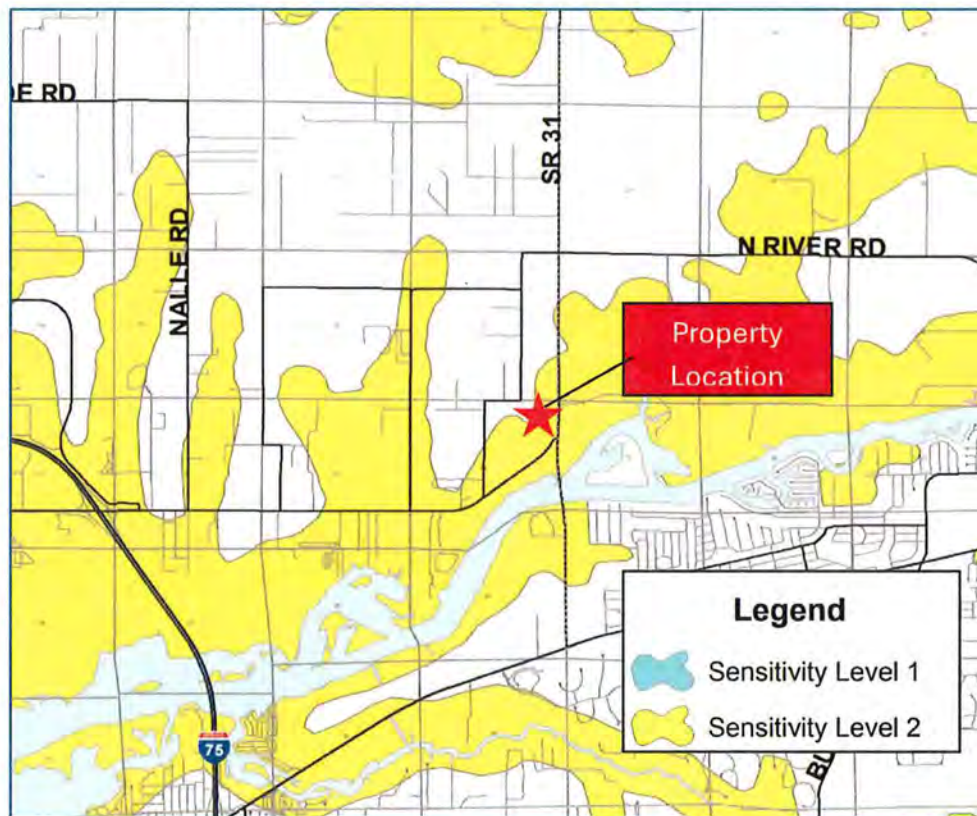 DE RD
SR 31
NALLE RD
N RIVER RD
Property
Location
Legend
Sensitivity Level 1
Sensitivity Level 2
75